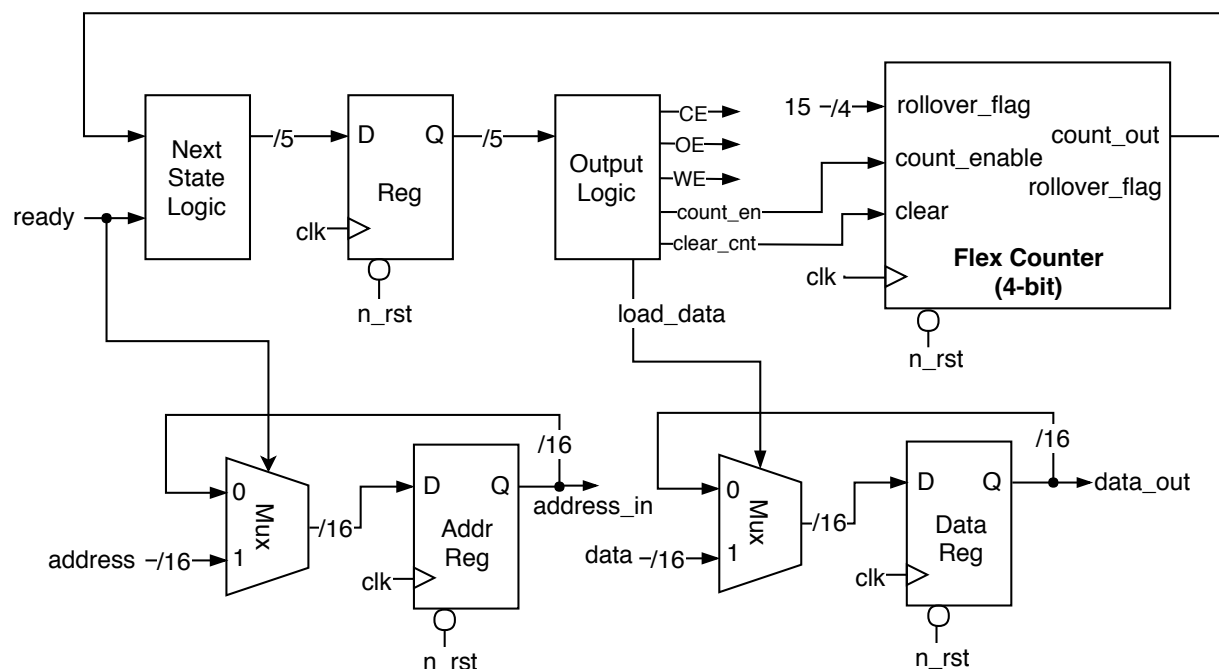 Next
State
Logic
/5
D
Q
Reg
clk
n_rst
/5
Output
Logic
CE
OE
WE
count_en
clear_cnt
load_data
15 /4
rollover_flag
count_enable
clear
count_out
rollover_flag
Flex Counter
(4-bit)
clk
n_rst
ready
0
1
Mux
address /16
/16
D
Q
Addr
Reg
clk
n_rst
/16
address_in
0
1
Mux
data /16
/16
D
Q
Data
Reg
clk
n_rst
/16
data_out